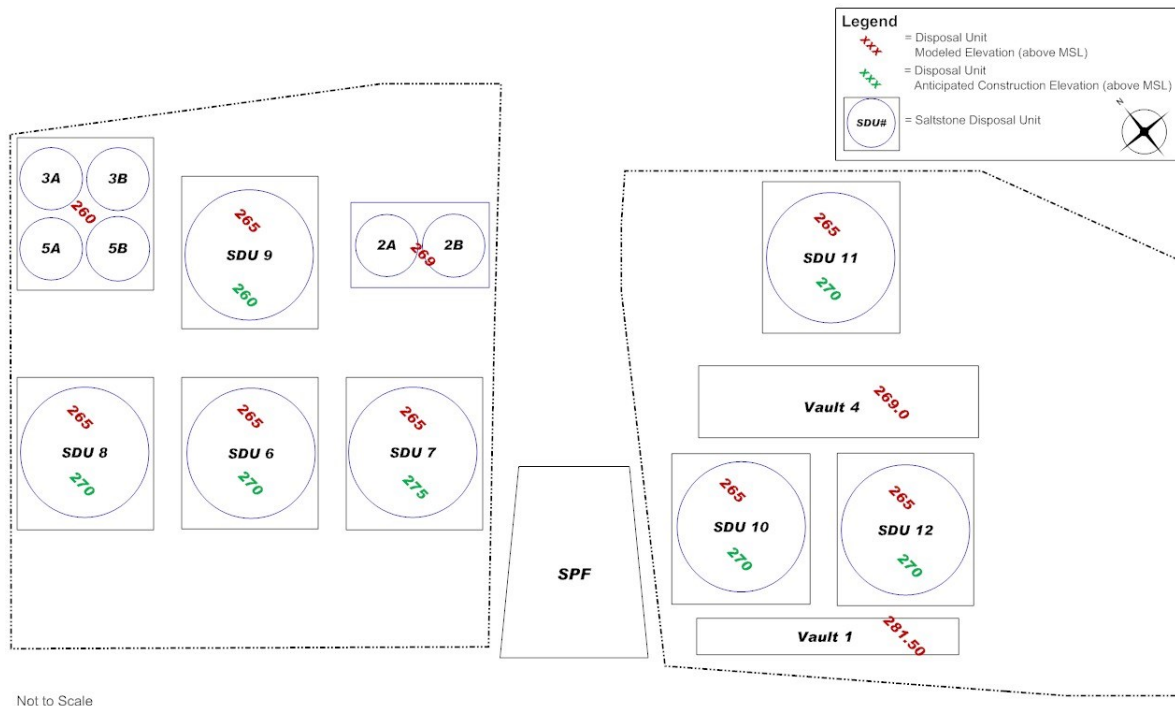 Legend
xxx = Disposal Unit
Modeled Elevation (above MSL)
xxx = Disposal Unit
Anticipated Construction Elevation (above MSL)
SDU# = Saltstone Disposal Unit
N
3A 3B
260
5A 5B
265
SDU 9
260
2A 269 2B
265
SDU 8
270
265
SDU 6
270
265
SDU 7
275
SPF
265
SDU 11
270
Vault 4 269.0
265
SDU 10
270
265
SDU 12
270
Vault 1 281.50
Not to Scale